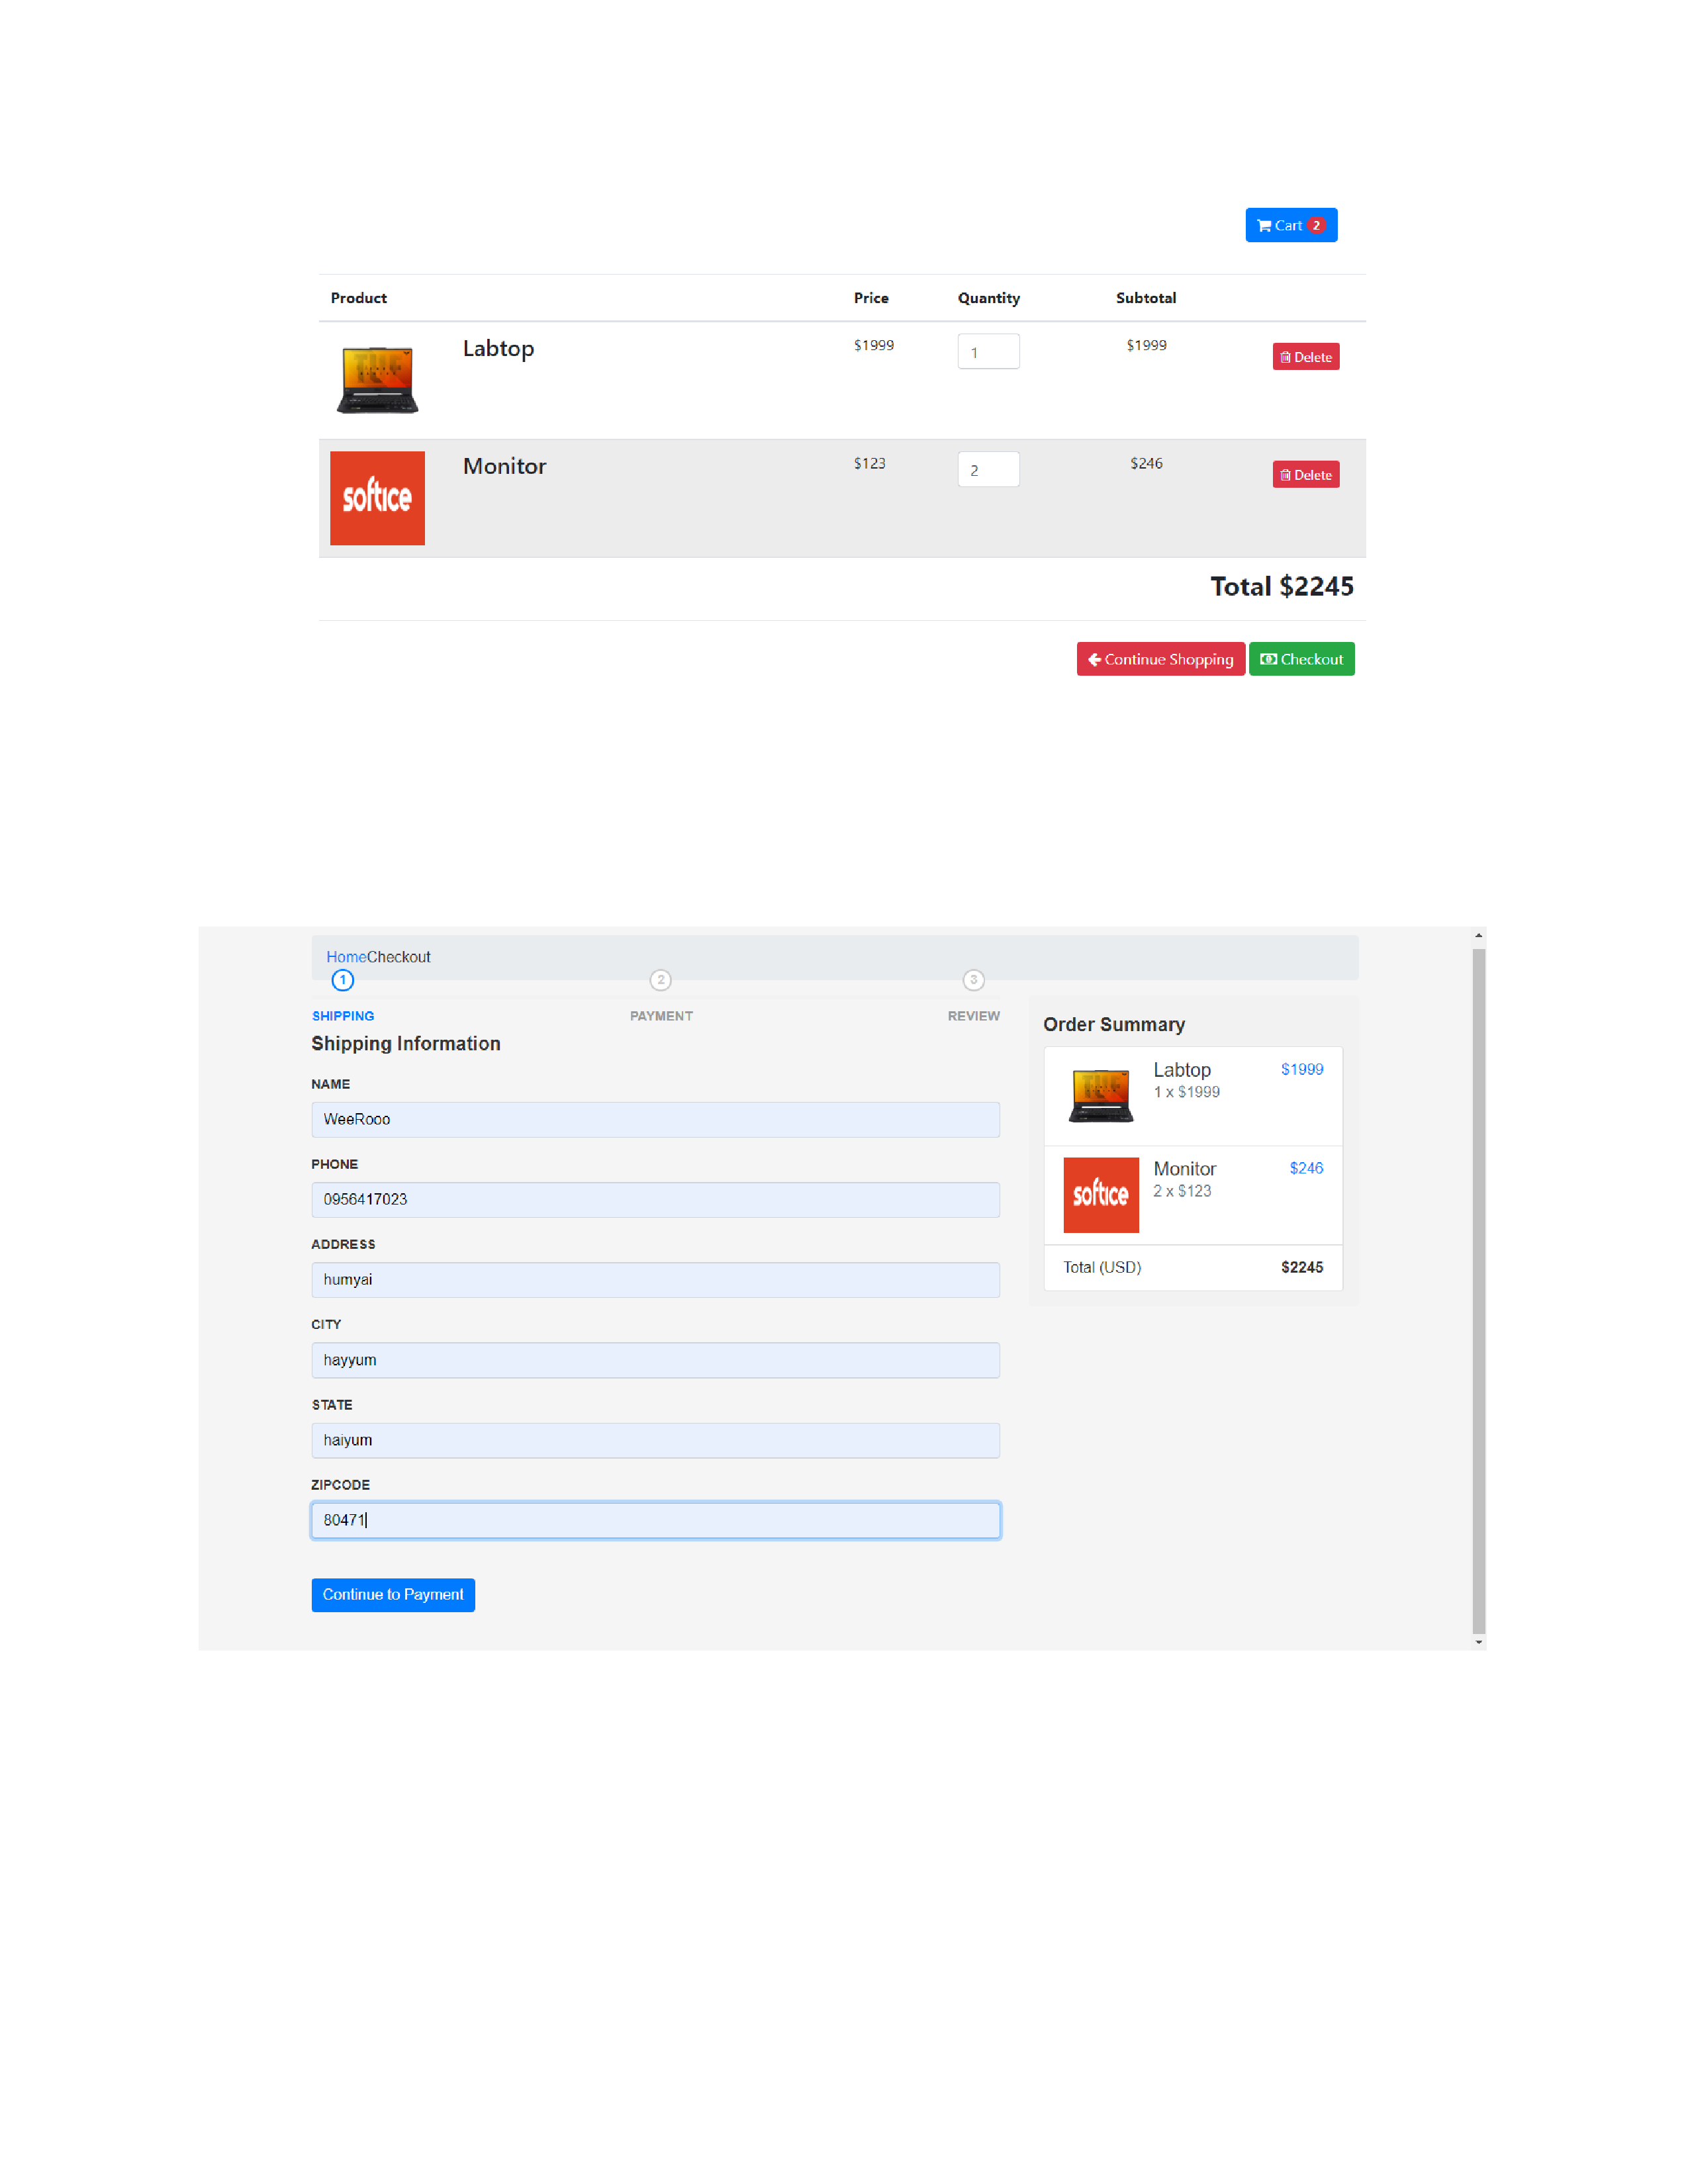 Cart 2
Product Price Quantity Subtotal
Labtop $1999 1 $1999 Delete
softice Monitor $123 2 $246 Delete
Total $2245
Continue Shopping Checkout
HomeCheckout
1 2 3
SHIPPING PAYMENT REVIEW
Shipping Information
NAME
WeeRooo
PHONE
0956417023
ADDRESS
humyai
CITY
hayyum
STATE
haiyum
ZIPCODE
80471
Continue to Payment
Order Summary
Labtop $1999
1 x $1999
softice Monitor $246
2 x $123
Total (USD) $2245